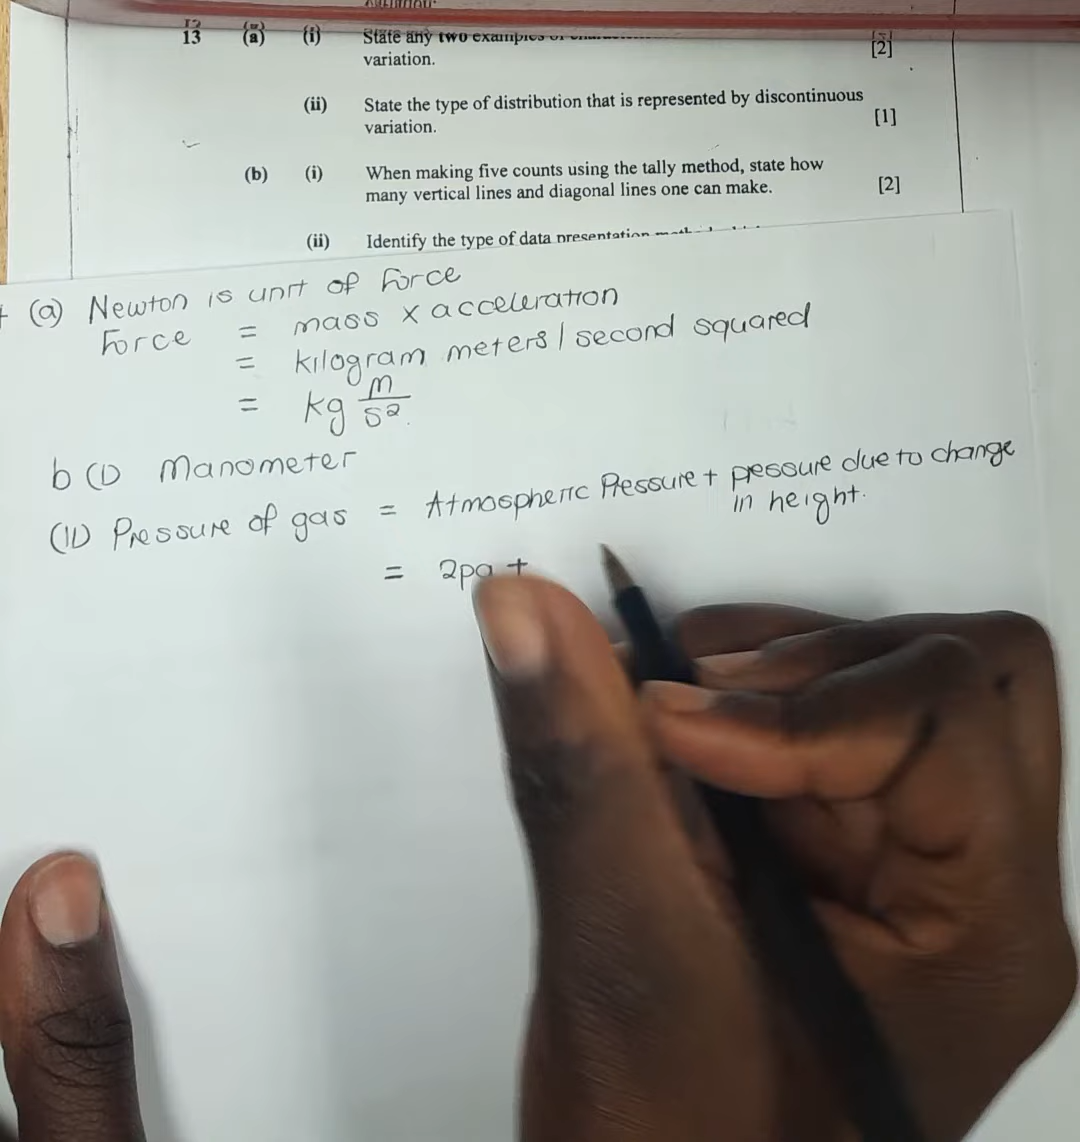 13 (a) (i) State any two examples of
variation. [2]
(ii) State the type of distribution that is represented by discontinuous
variation. [1]
(b) (i) When making five counts using the tally method, state how
many vertical lines and diagonal lines one can make. [2]
(ii) Identify the type of data presentation
(a) Newton is unit of Force
Force = mass x acceleration
= kilogram meters / second squared
= kg m/s²
b (I) Manometer
(II) Pressure of gas = Atmospheric Pressure + pressure due to change
in height.
= 2pa +